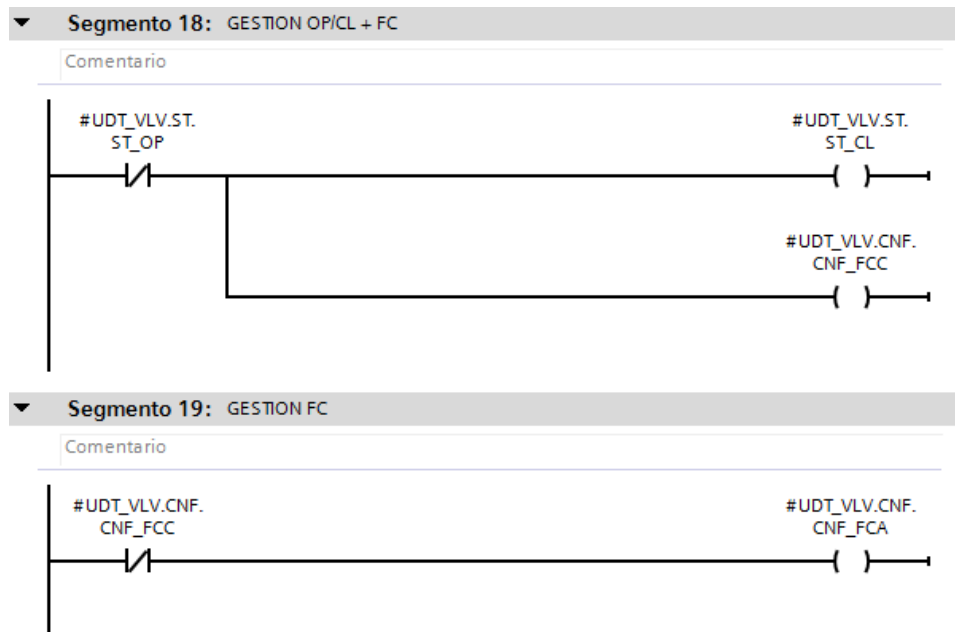 Segmento 18: GESTION OP/CL + FC
Comentario
#UDT_VLV.ST.
ST_OP
#UDT_VLV.ST.
ST_CL
#UDT_VLV.CNF.
CNF_FCC
Segmento 19: GESTION FC
Comentario
#UDT_VLV.CNF.
CNF_FCC
#UDT_VLV.CNF.
CNF_FCA